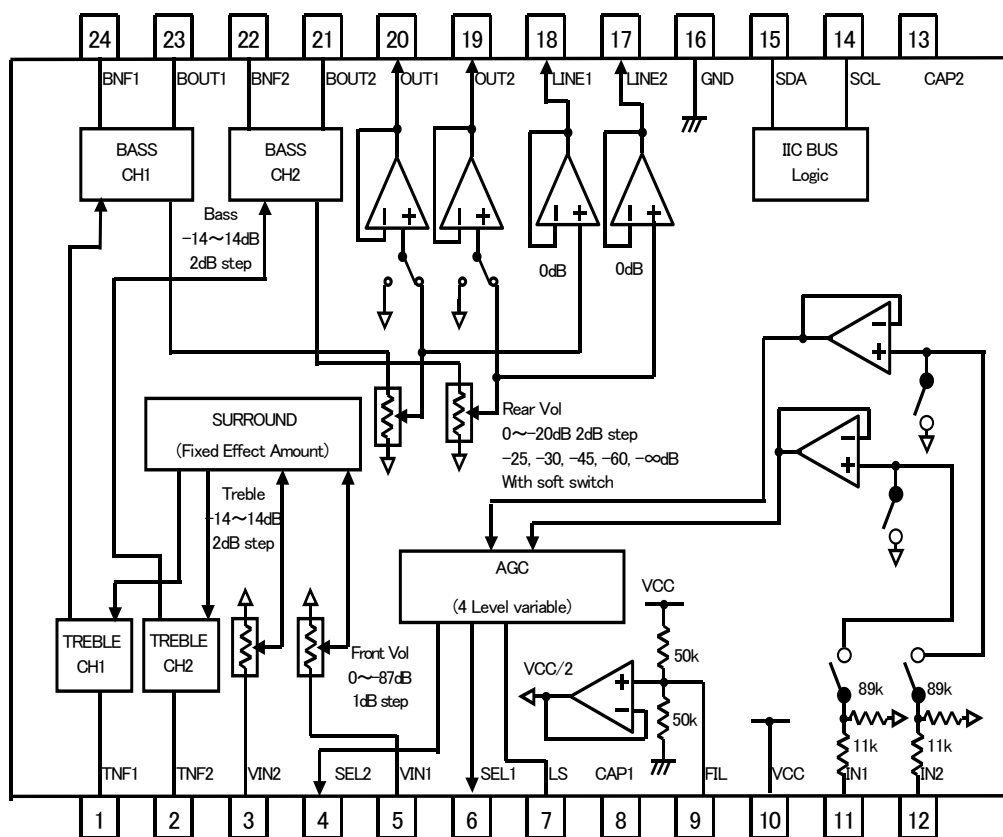 24 23 22 21 20 19 18 17 16 15 14 13
BNF1 BOUT1 BNF2 BOUT2 OUT1 OUT2 LINE1 LINE2 GND SDA SCL CAP2
BASS
CH1
BASS
CH2
IIC BUS
Logic
Bass
-14～14dB
2dB step
0dB
0dB
SURROUND
(Fixed Effect Amount)
Rear Vol
0～-20dB 2dB step
-25, -30, -45, -60, -∞dB
With soft switch
Treble
-14～14dB
2dB step
AGC
(4 Level variable)
VCC
50k
VCC/2
50k
TREBLE
CH1
TREBLE
CH2
Front Vol
0～-87dB
1dB step
89k
89k
11k
11k
TNF1 TNF2 VIN2 SEL2 VIN1 SEL1 LS CAP1 FIL VCC IN1 IN2
1 2 3 4 5 6 7 8 9 10 11 12